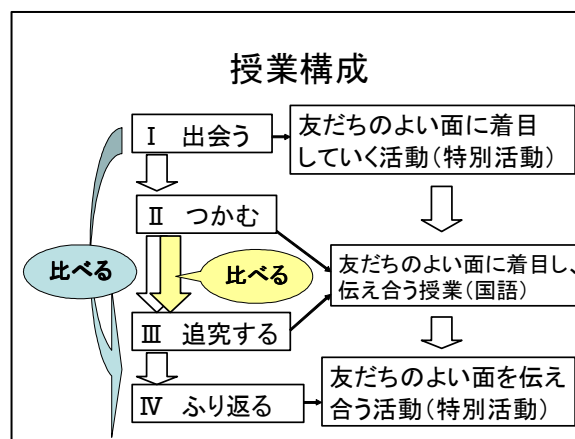 授業構成
Ⅰ 出会う
友だちのよい面に着目
していく活動(特別活動)
Ⅱ つかむ
比べる
比べる
友だちのよい面に着目し、
伝え合う授業(国語)
Ⅲ 追究する
友だちのよい面を伝え
合う活動(特別活動)
Ⅳ ふり返る